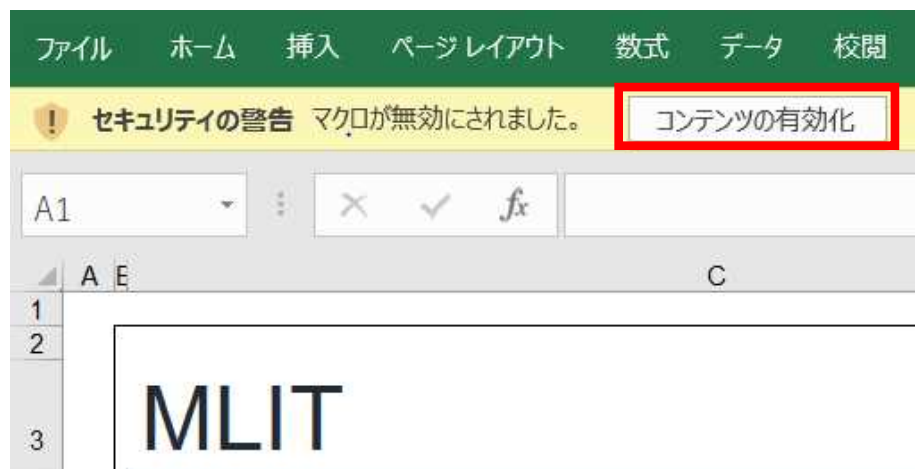 ファイル ホーム 挿入 ページ レイアウト 数式 データ 校閲
! セキュリティの警告 マクロが無効にされました。 コンテンツの有効化
A1 fx
A B C
1
2
MLIT
3